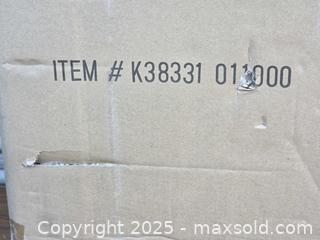 ITEM # K38331 011000
Copyright © 2025 - maxsold.com